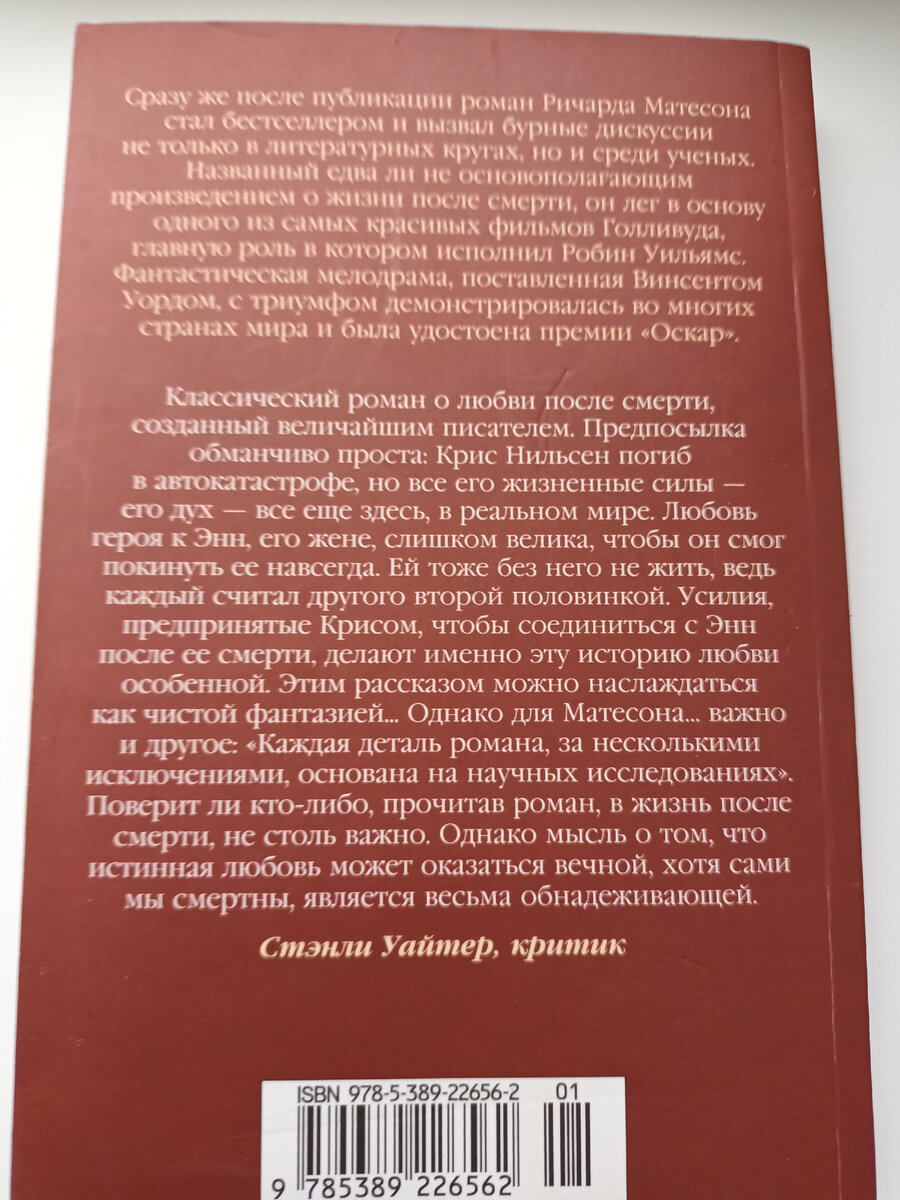 Сразу же после публикации роман Ричарда Матесона
стал бестселлером и вызвал бурные дискуссии
не только в литературных кругах, но и среди ученых.
Названный едва ли не основополагающим
произведением о жизни после смерти, он лег в основу
одного из самых красивых фильмов Голливуда,
главную роль в котором исполнил Робин Уильямс.
Фантастическая мелодрама, поставленная Винсентом
Уордом, с триумфом демонстрировалась во многих
странах мира и была удостоена премии «Оскар».
Классический роман о любви после смерти,
созданный величайшим писателем. Предпосылка
обманчиво проста: Крис Нильсен погиб
в автокатастрофе, но все его жизненные силы —
его дух — все еще здесь, в реальном мире. Любовь
героя к Энн, его жене, слишком велика, чтобы он смог
покинуть ее навсегда. Ей тоже без него не жить, ведь
каждый считал другого второй половинкой. Усилия,
предпринятые Крисом, чтобы соединиться с Энн
после ее смерти, делают именно эту историю любви
особенной. Этим рассказом можно наслаждаться
как чистой фантазией... Однако для Матесона... важно
и другое: «Каждая деталь романа, за несколькими
исключениями, основана на научных исследованиях».
Поверит ли кто-либо, прочитав роман, в жизнь после
смерти, не столь важно. Однако мысль о том, что
истинная любовь может оказаться вечной, хотя сами
мы смертны, является весьма обнадеживающей.
Стэнли Уайтер, критик
ISBN 978-5-389-22656-2 01
9 785389 226562